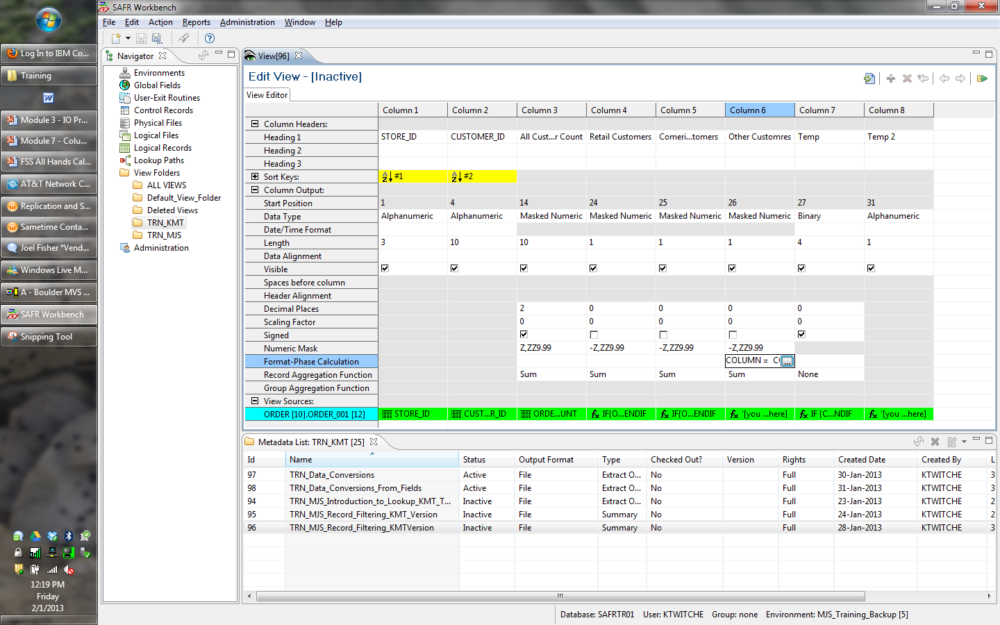 SAFR Workbench
File Edit Action Reports Administration Window Help
Log In to IBM Co...
Training
Module 3 - IO Pr...
Module 7 - Colu...
FSS All Hands Cal...
AT&T Network C...
Replication and S...
Sametime Conta...
Joel Fisher *Vend...
Windows Live M...
A - Boulder MVS ...
SAFR Workbench
Snipping Tool
12:19 PM
Friday
2/1/2013
Navigator
Environments
Global Fields
User-Exit Routines
Control Records
Physical Files
Logical Files
Logical Records
Lookup Paths
View Folders
ALL VIEWS
Default_View_Folder
Deleted Views
TRN_KMT
TRN_MJS
Administration
View[96]
Edit View - [Inactive]
View Editor
Column 1 Column 2 Column 3 Column 4 Column 5 Column 6 Column 7 Column 8
Column Headers:
Heading 1 STORE_ID CUSTOMER_ID All Cust...r Count Retail Customers Comeri...tomers Other Customres Temp Temp 2
Heading 2
Heading 3
Sort Keys: #1 #2
Column Output:
Start Position 1 4 14 24 25 26 27 31
Data Type Alphanumeric Alphanumeric Masked Numeric Masked Numeric Masked Numeric Masked Numeric Binary Alphanumeric
Date/Time Format
Length 3 10 10 1 1 1 4 1
Data Alignment
Visible
Spaces before column
Header Alignment
Decimal Places 2 0 0 0 0
Scaling Factor 0 0 0 0 0
Signed
Numeric Mask Z,ZZ9.99 -Z,ZZ9.99 -Z,ZZ9.99 -Z,ZZ9.99
Format-Phase Calculation COLUMN = ...
Record Aggregation Function Sum Sum Sum Sum None
Group Aggregation Function
View Sources:
ORDER [10].ORDER_001 [12] STORE_ID CUST...R_ID ORDE...UNT IF(O...ENDIF IF(O...ENDIF '[you ...here] IF (C...NDIF '[you ...here]
Metadata List: TRN_KMT [25]
Id Name Status Output Format Type Checked Out? Version Rights Created Date Created By L
97 TRN_Data_Conversions Active File Extract O... No Full 30-Jan-2013 KTWITCHE 3
98 TRN_Data_Conversions_From_Fields Active File Extract O... No Full 31-Jan-2013 KTWITCHE 3
94 TRN_MJS_Introduction_to_Lookup_KMT_T... Inactive File Extract O... No Full 23-Jan-2013 KTWITCHE 2
95 TRN_MJS_Record_Filtering_KMT_Version Inactive File Summary No Full 24-Jan-2013 KTWITCHE 2
96 TRN_MJS_Record_Filtering_KMTVersion Inactive File Summary No Full 28-Jan-2013 KTWITCHE 3
Database: SAFRTR01 User: KTWITCHE Group: none Environment: MJS_Training_Backup [5]